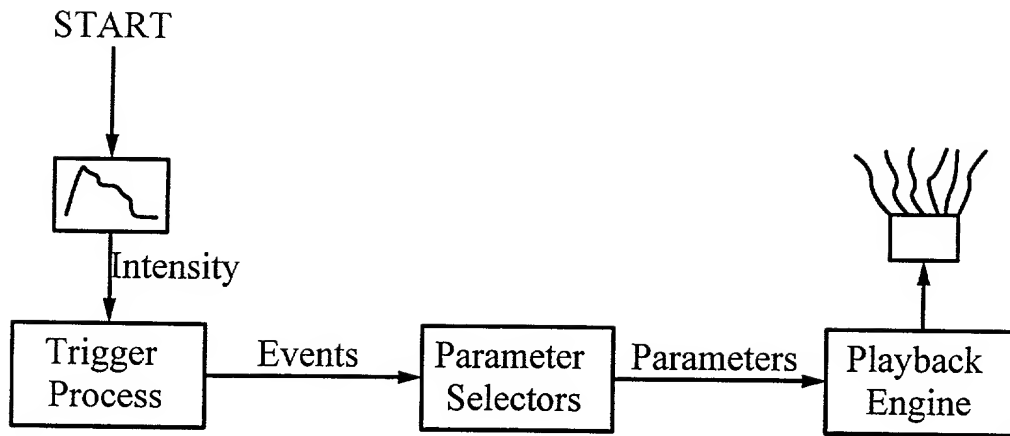 START
Intensity
Trigger
Process
Events
Parameter
Selectors
Parameters
Playback
Engine